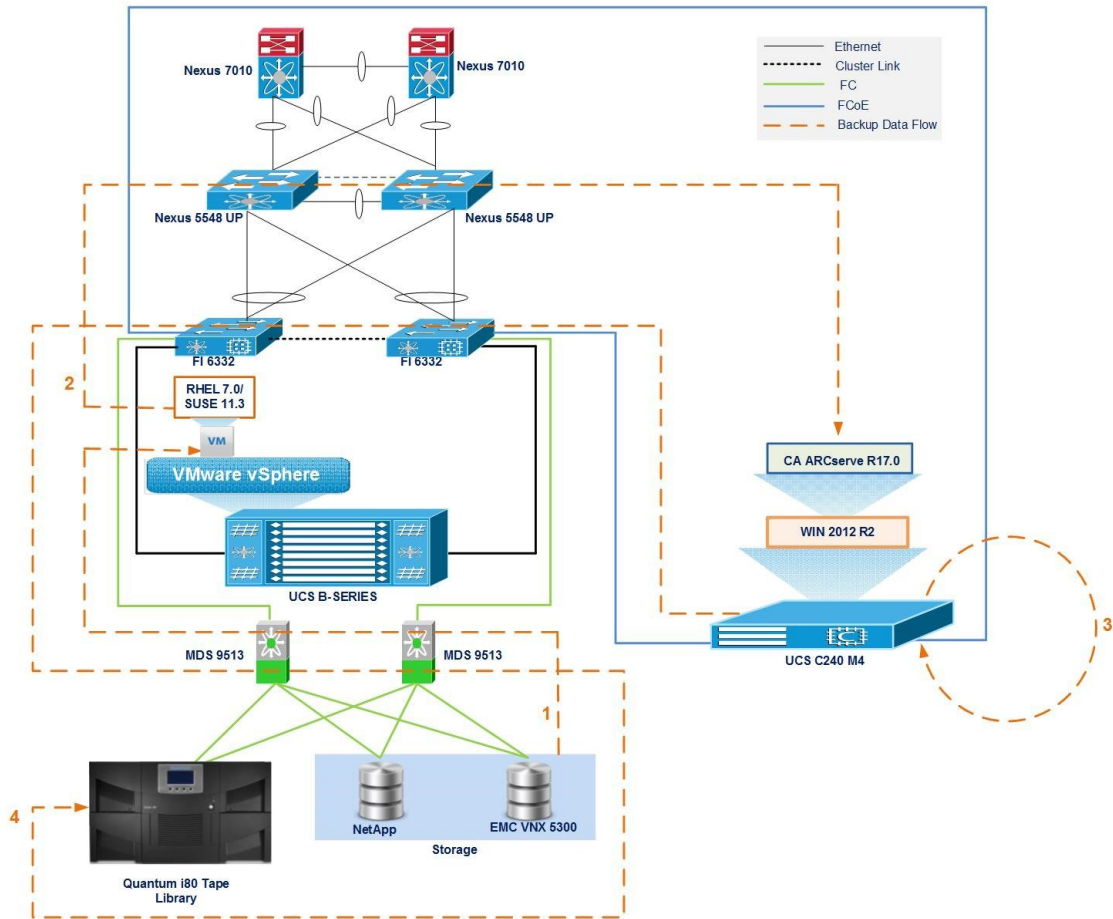 Nexus 7010
Nexus 7010
Ethernet
Cluster Link
FC
FCoE
Backup Data Flow
Nexus 5548 UP
Nexus 5548 UP
FI 6332
FI 6332
2
RHEL 7.0/
SUSE 11.3
VM
VMware vSphere
CA ARCserve R17.0
WIN 2012 R2
UCS B-SERIES
3
MDS 9513
MDS 9513
UCS C240 M4
1
4
NetApp
EMC VNX 5300
Storage
Quantum i80 Tape
Library